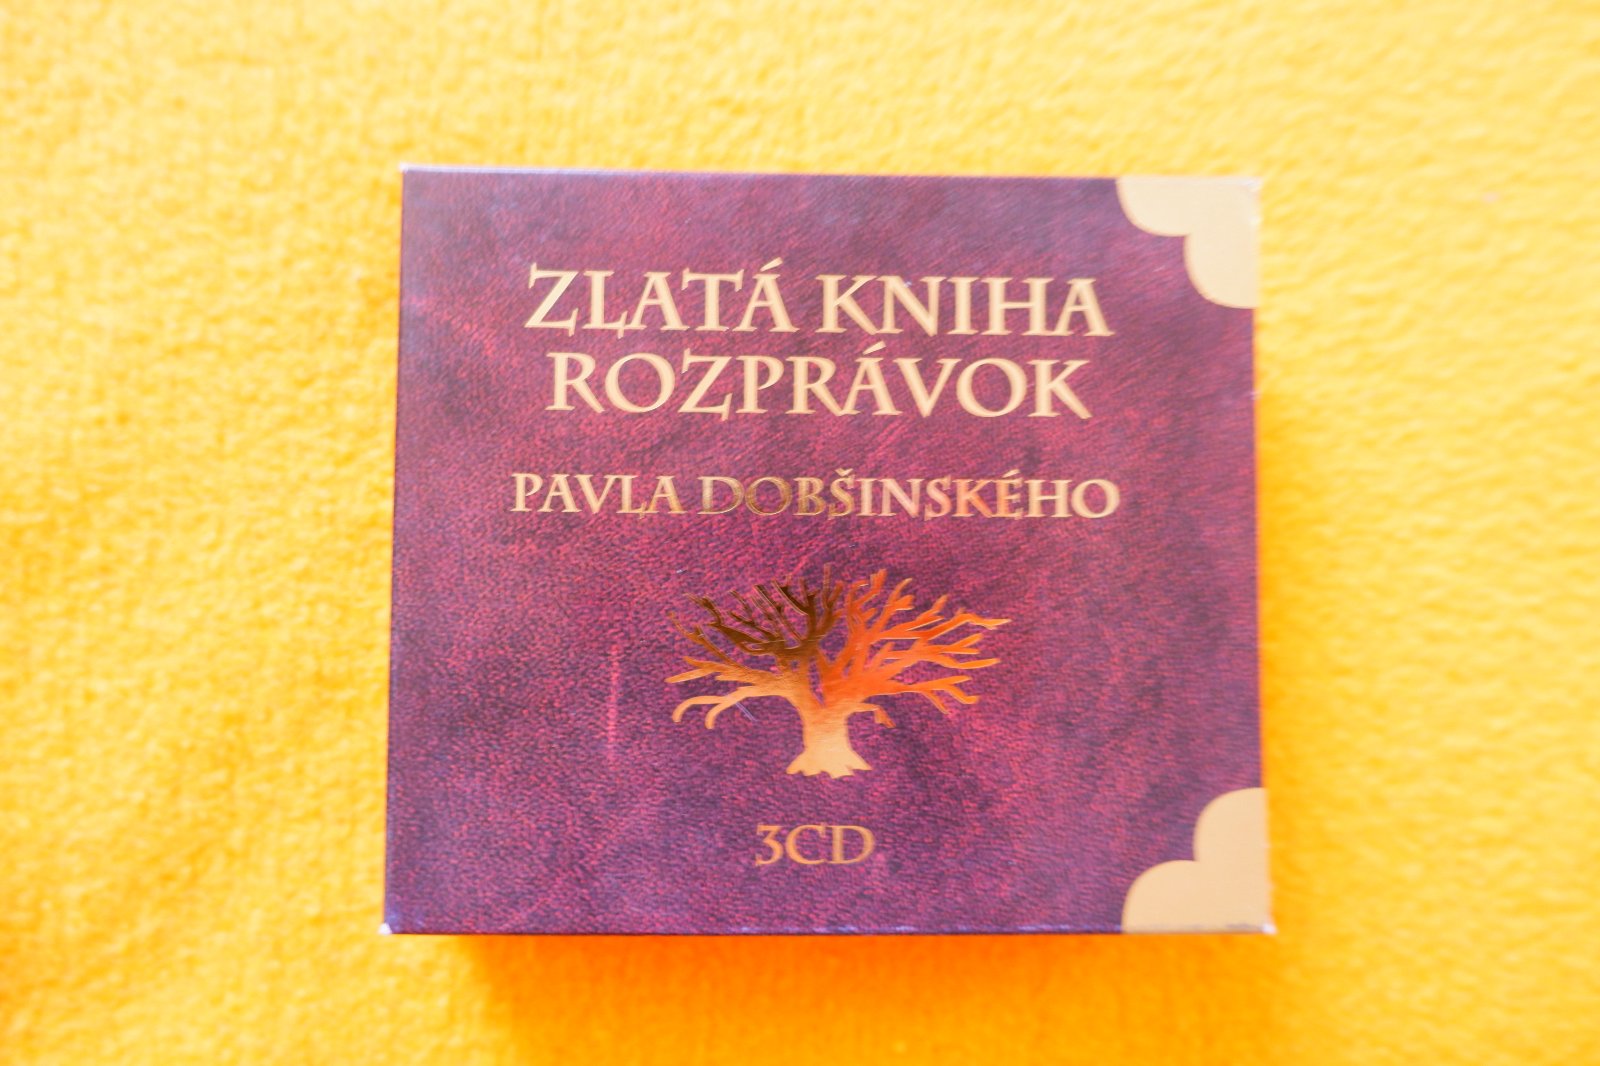 ZLATÁ KNIHA
ROZPRÁVOK
PAVLA DOBŠINSKÉHO
3CD